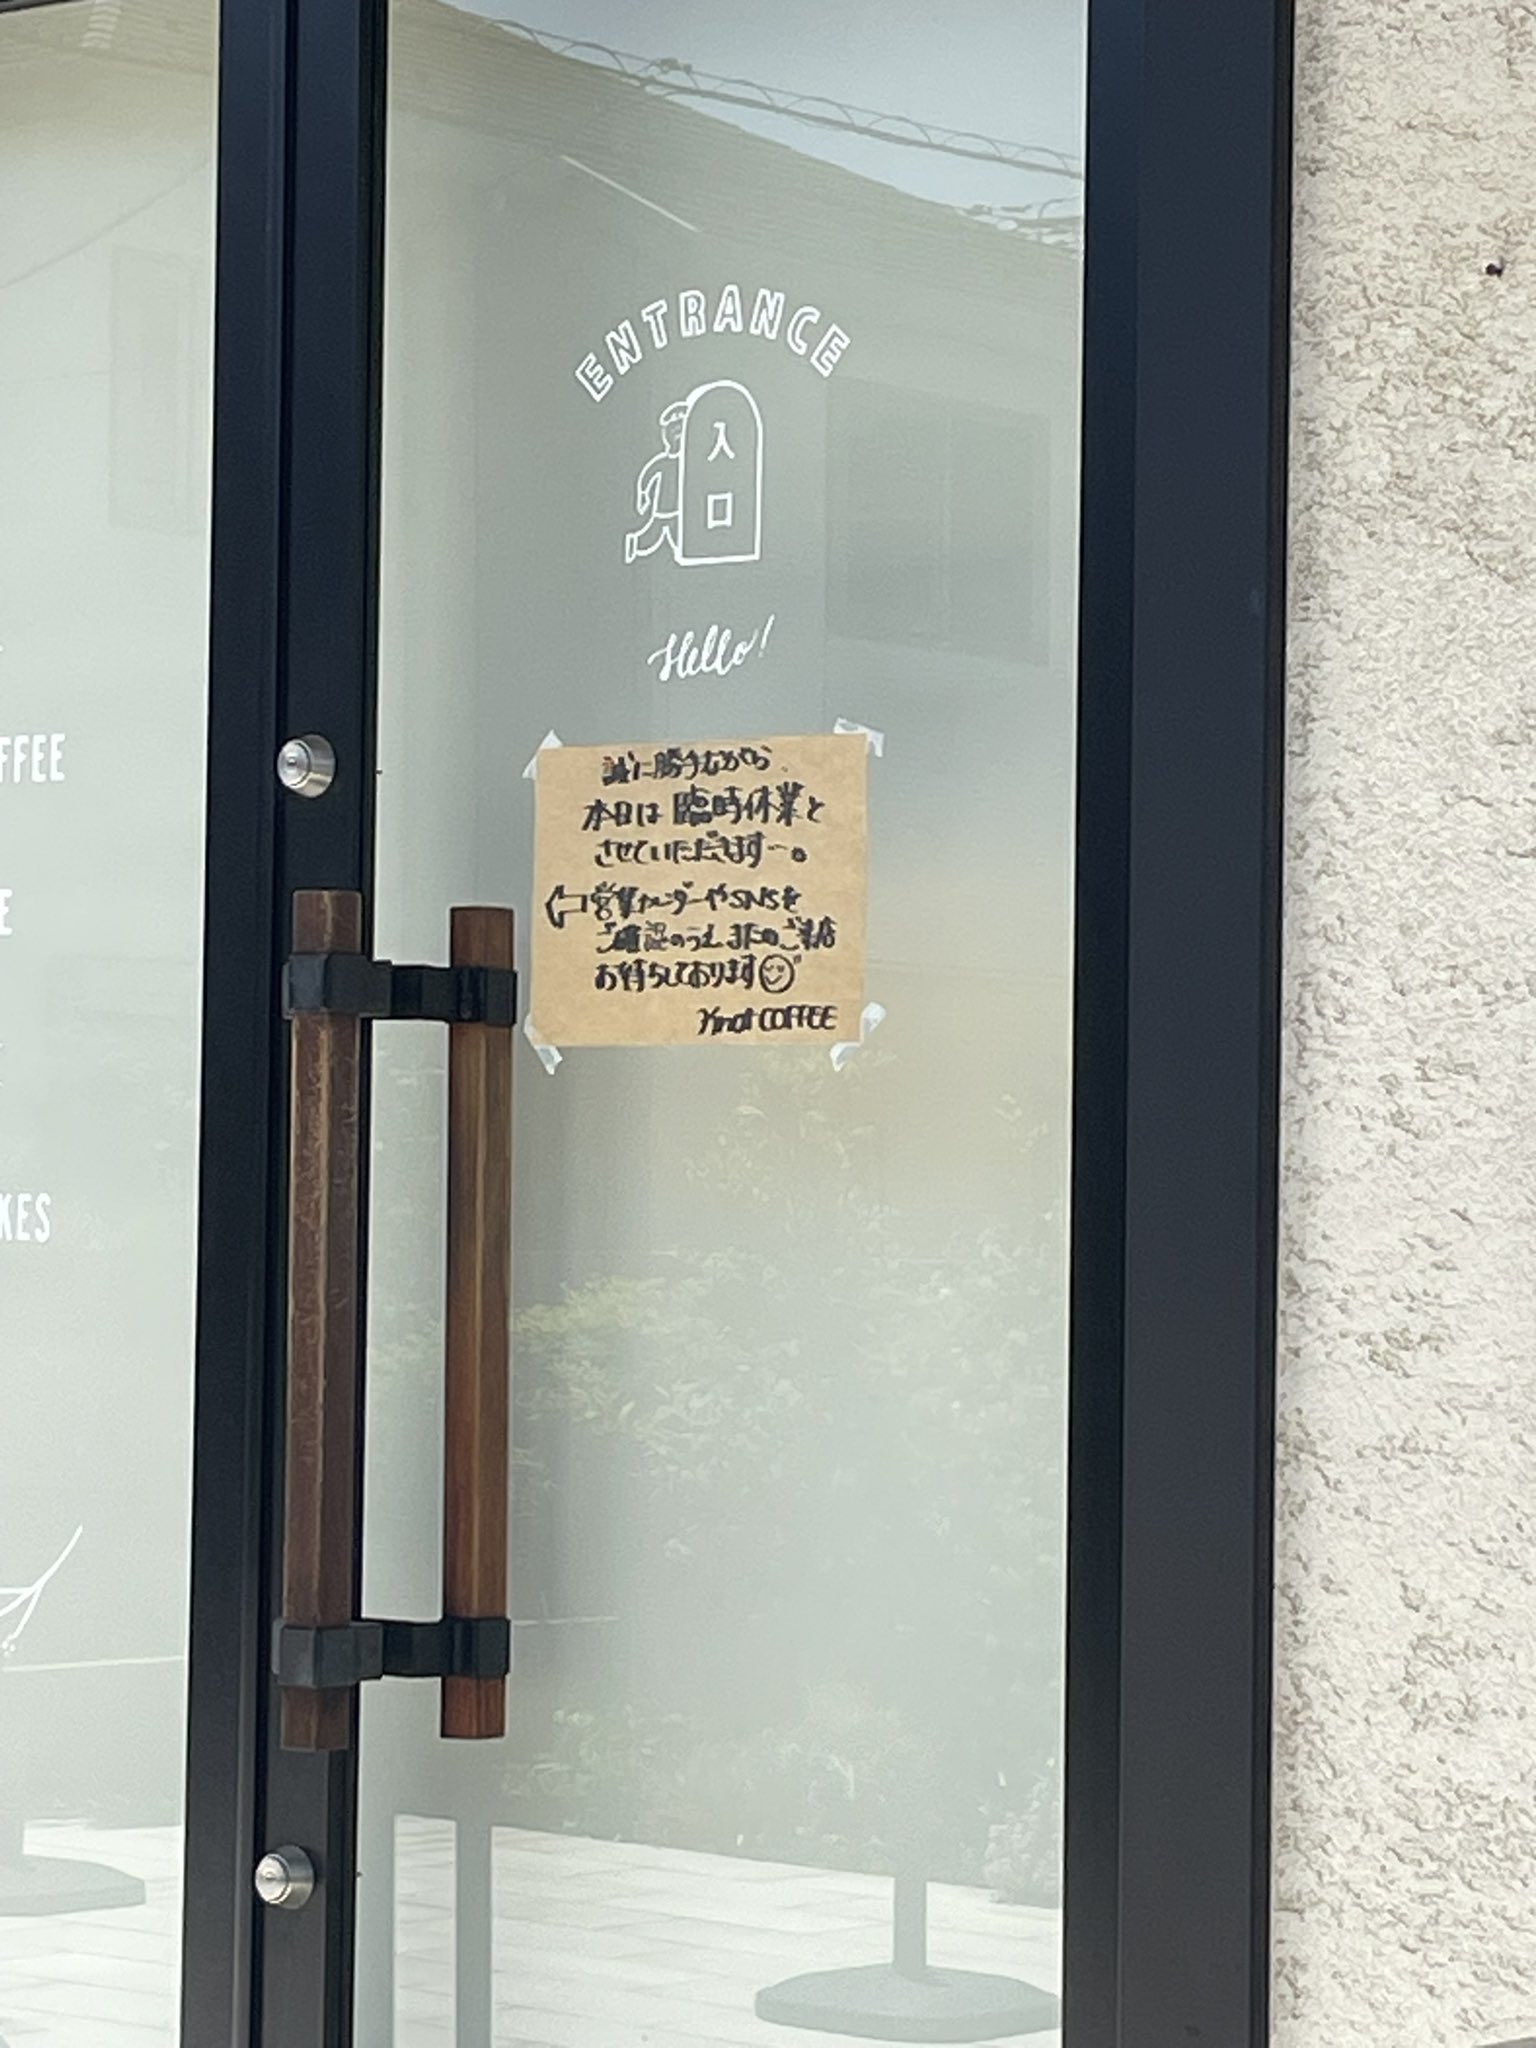 ENTRANCE
入口
Hello!
誠に勝手ながら、
本日は臨時休業と
させていただきます…。
⇦営業カレンダーやSNSを
ご確認のうえ、またのご来店
お待ちしております☺
COFFEE
FFEE
E
KES